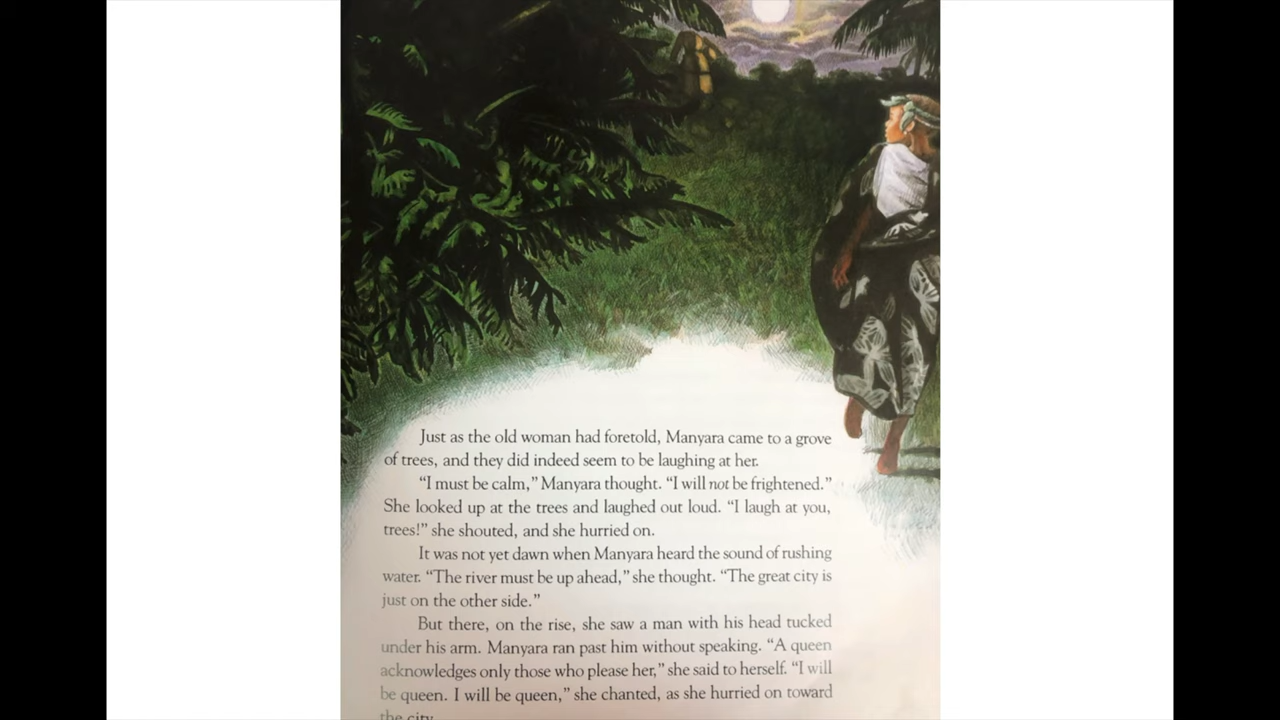 Just as the old woman had foretold, Manyara came to a grove
of trees, and they did indeed seem to be laughing at her.
“I must be calm,” Manyara thought. “I will not be frightened.”
She looked up at the trees and laughed out loud. “I laugh at you,
trees!” she shouted, and she hurried on.
It was not yet dawn when Manyara heard the sound of rushing
water. “The river must be up ahead,” she thought. “The great city is
just on the other side.”
But there, on the rise, she saw a man with his head tucked
under his arm. Manyara ran past him without speaking. “A queen
acknowledges only those who please her,” she said to herself. “I will
be queen. I will be queen,” she chanted, as she hurried on toward
the city.